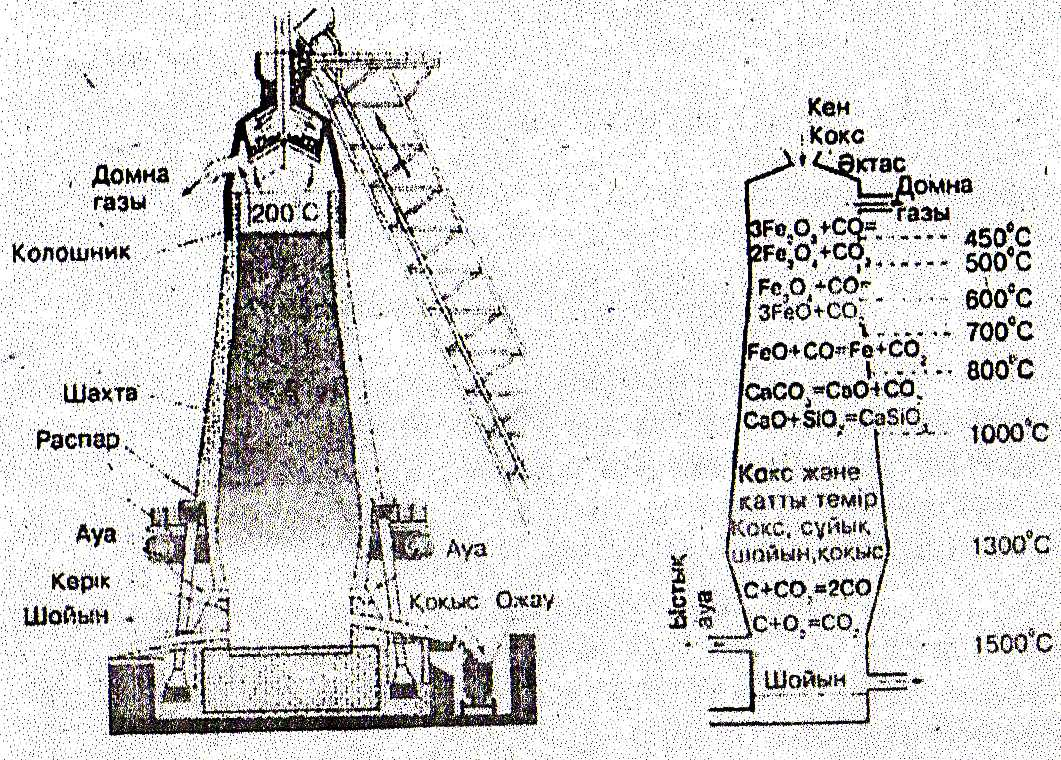 Домна
газы
200°C
Колошник
Шахта
Распар
Ауа
Ауа
Көрік
Шойын
Қоқыс Ожау
Кен
Кокс
Әктас
Домна
газы
3Fe₂O₃+CO=
450°C
2Fe₃O₄+CO₂
500°C
Fe₃O₄+CO=
600°C
3FeO+CO₂
700°C
FeO+CO=Fe+CO₂
800°C
CaCO₃=CaO+CO₂
CaO+SiO₂=CaSiO₃
1000°C
Кокс және
қатты темір
Кокс, сұйық
шойын,қоқыс
1300°C
Ыстық
ауа
C+CO₂=2CO
C+O₂=CO₂
1500°C
Шойын